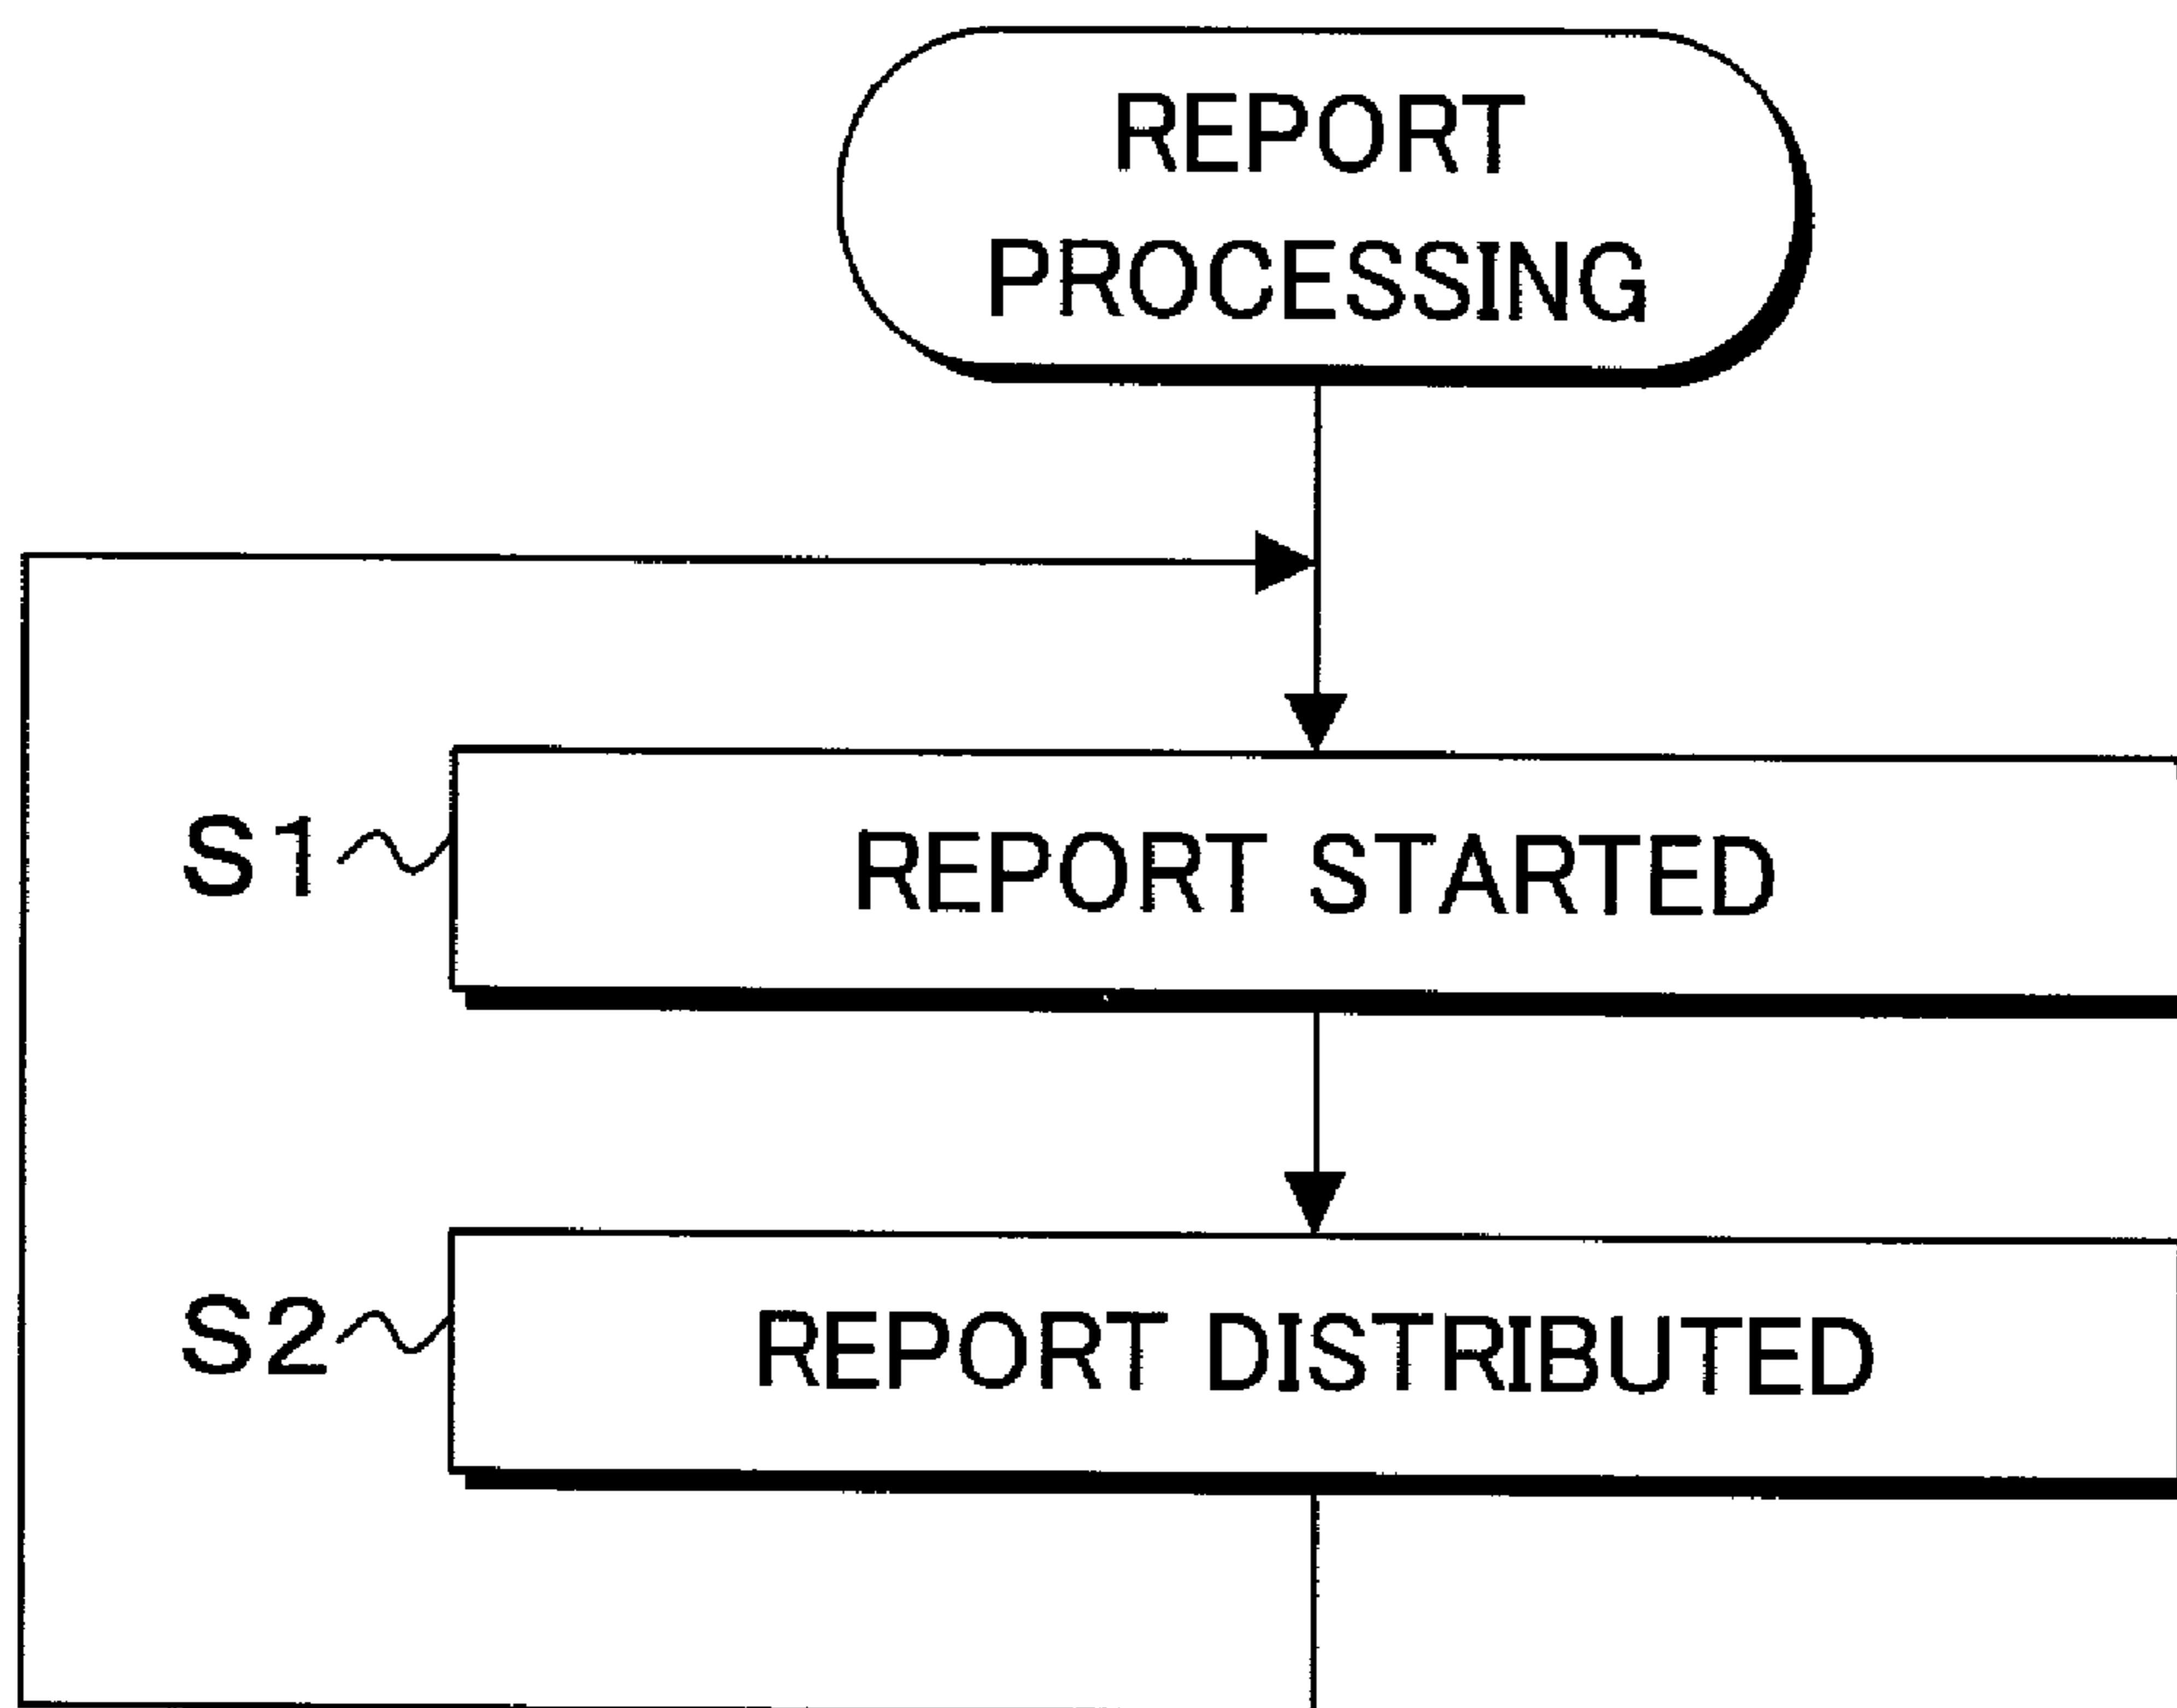 REPORT
PROCESSING
S1 REPORT STARTED
S2 REPORT DISTRIBUTED